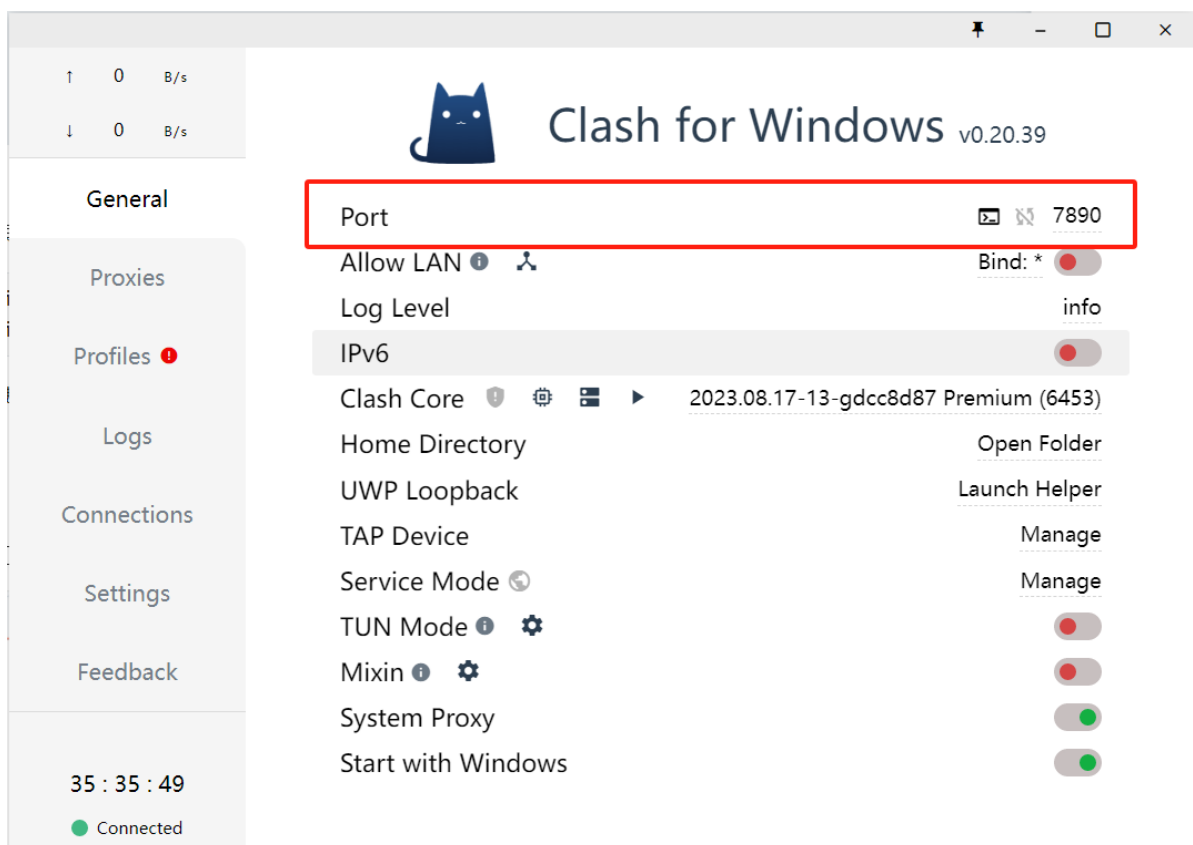 ↑ 0 B/s
↓ 0 B/s
General
Proxies
Profiles
Logs
Connections
Settings
Feedback
35 : 35 : 49
Connected
Clash for Windows v0.20.39
Port 7890
Allow LAN Bind: *
Log Level info
IPv6
Clash Core 2023.08.17-13-gdcc8d87 Premium (6453)
Home Directory Open Folder
UWP Loopback Launch Helper
TAP Device Manage
Service Mode Manage
TUN Mode
Mixin
System Proxy
Start with Windows